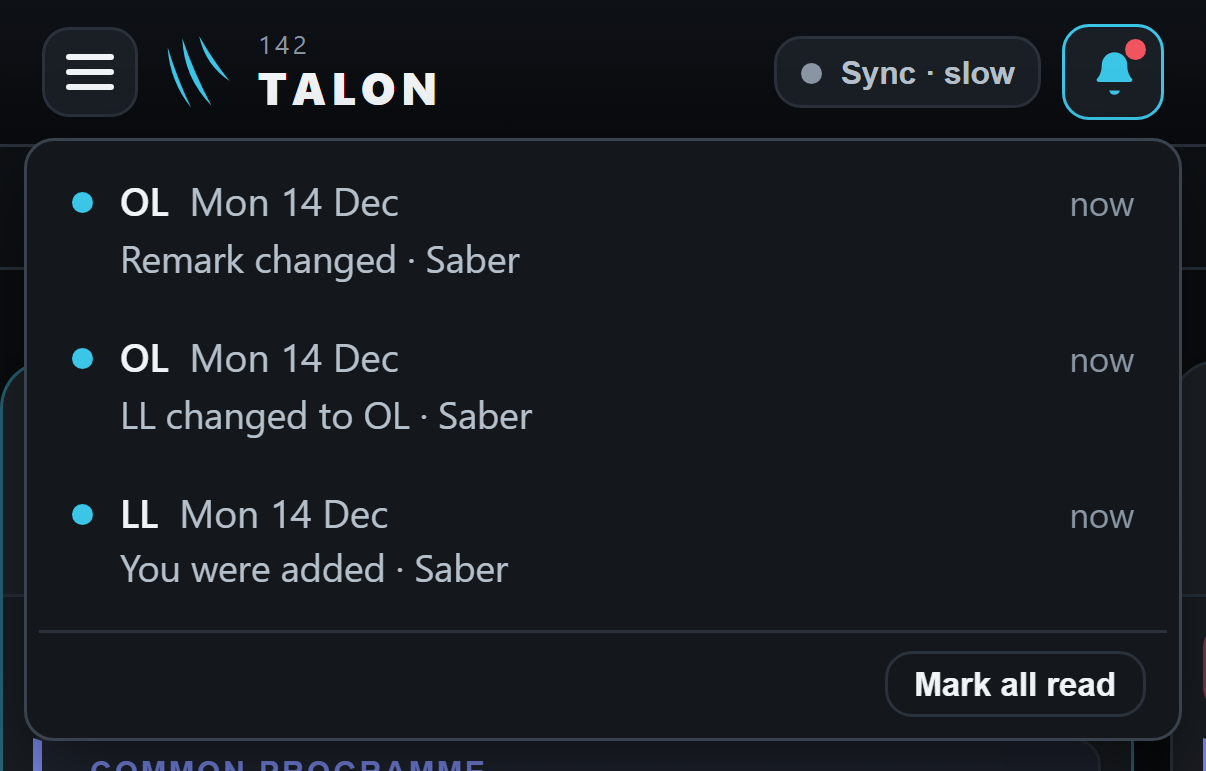 142
TALON
Sync · slow
OL Mon 14 Dec now
Remark changed · Saber
OL Mon 14 Dec now
LL changed to OL · Saber
LL Mon 14 Dec now
You were added · Saber
Mark all read
COMMON PROGRAMME